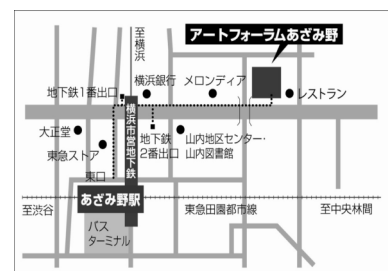 至横浜
アートフォーラムあざみ野
横浜銀行
メロンディア
地下鉄1番出口
レストラン
横浜市営地下鉄
大正堂
東急ストア
地下鉄
2番出口
山内地区センター・
山内図書館
東口
あざみ野駅
至渋谷
東急田園都市線
至中央林間
バス
ターミナル